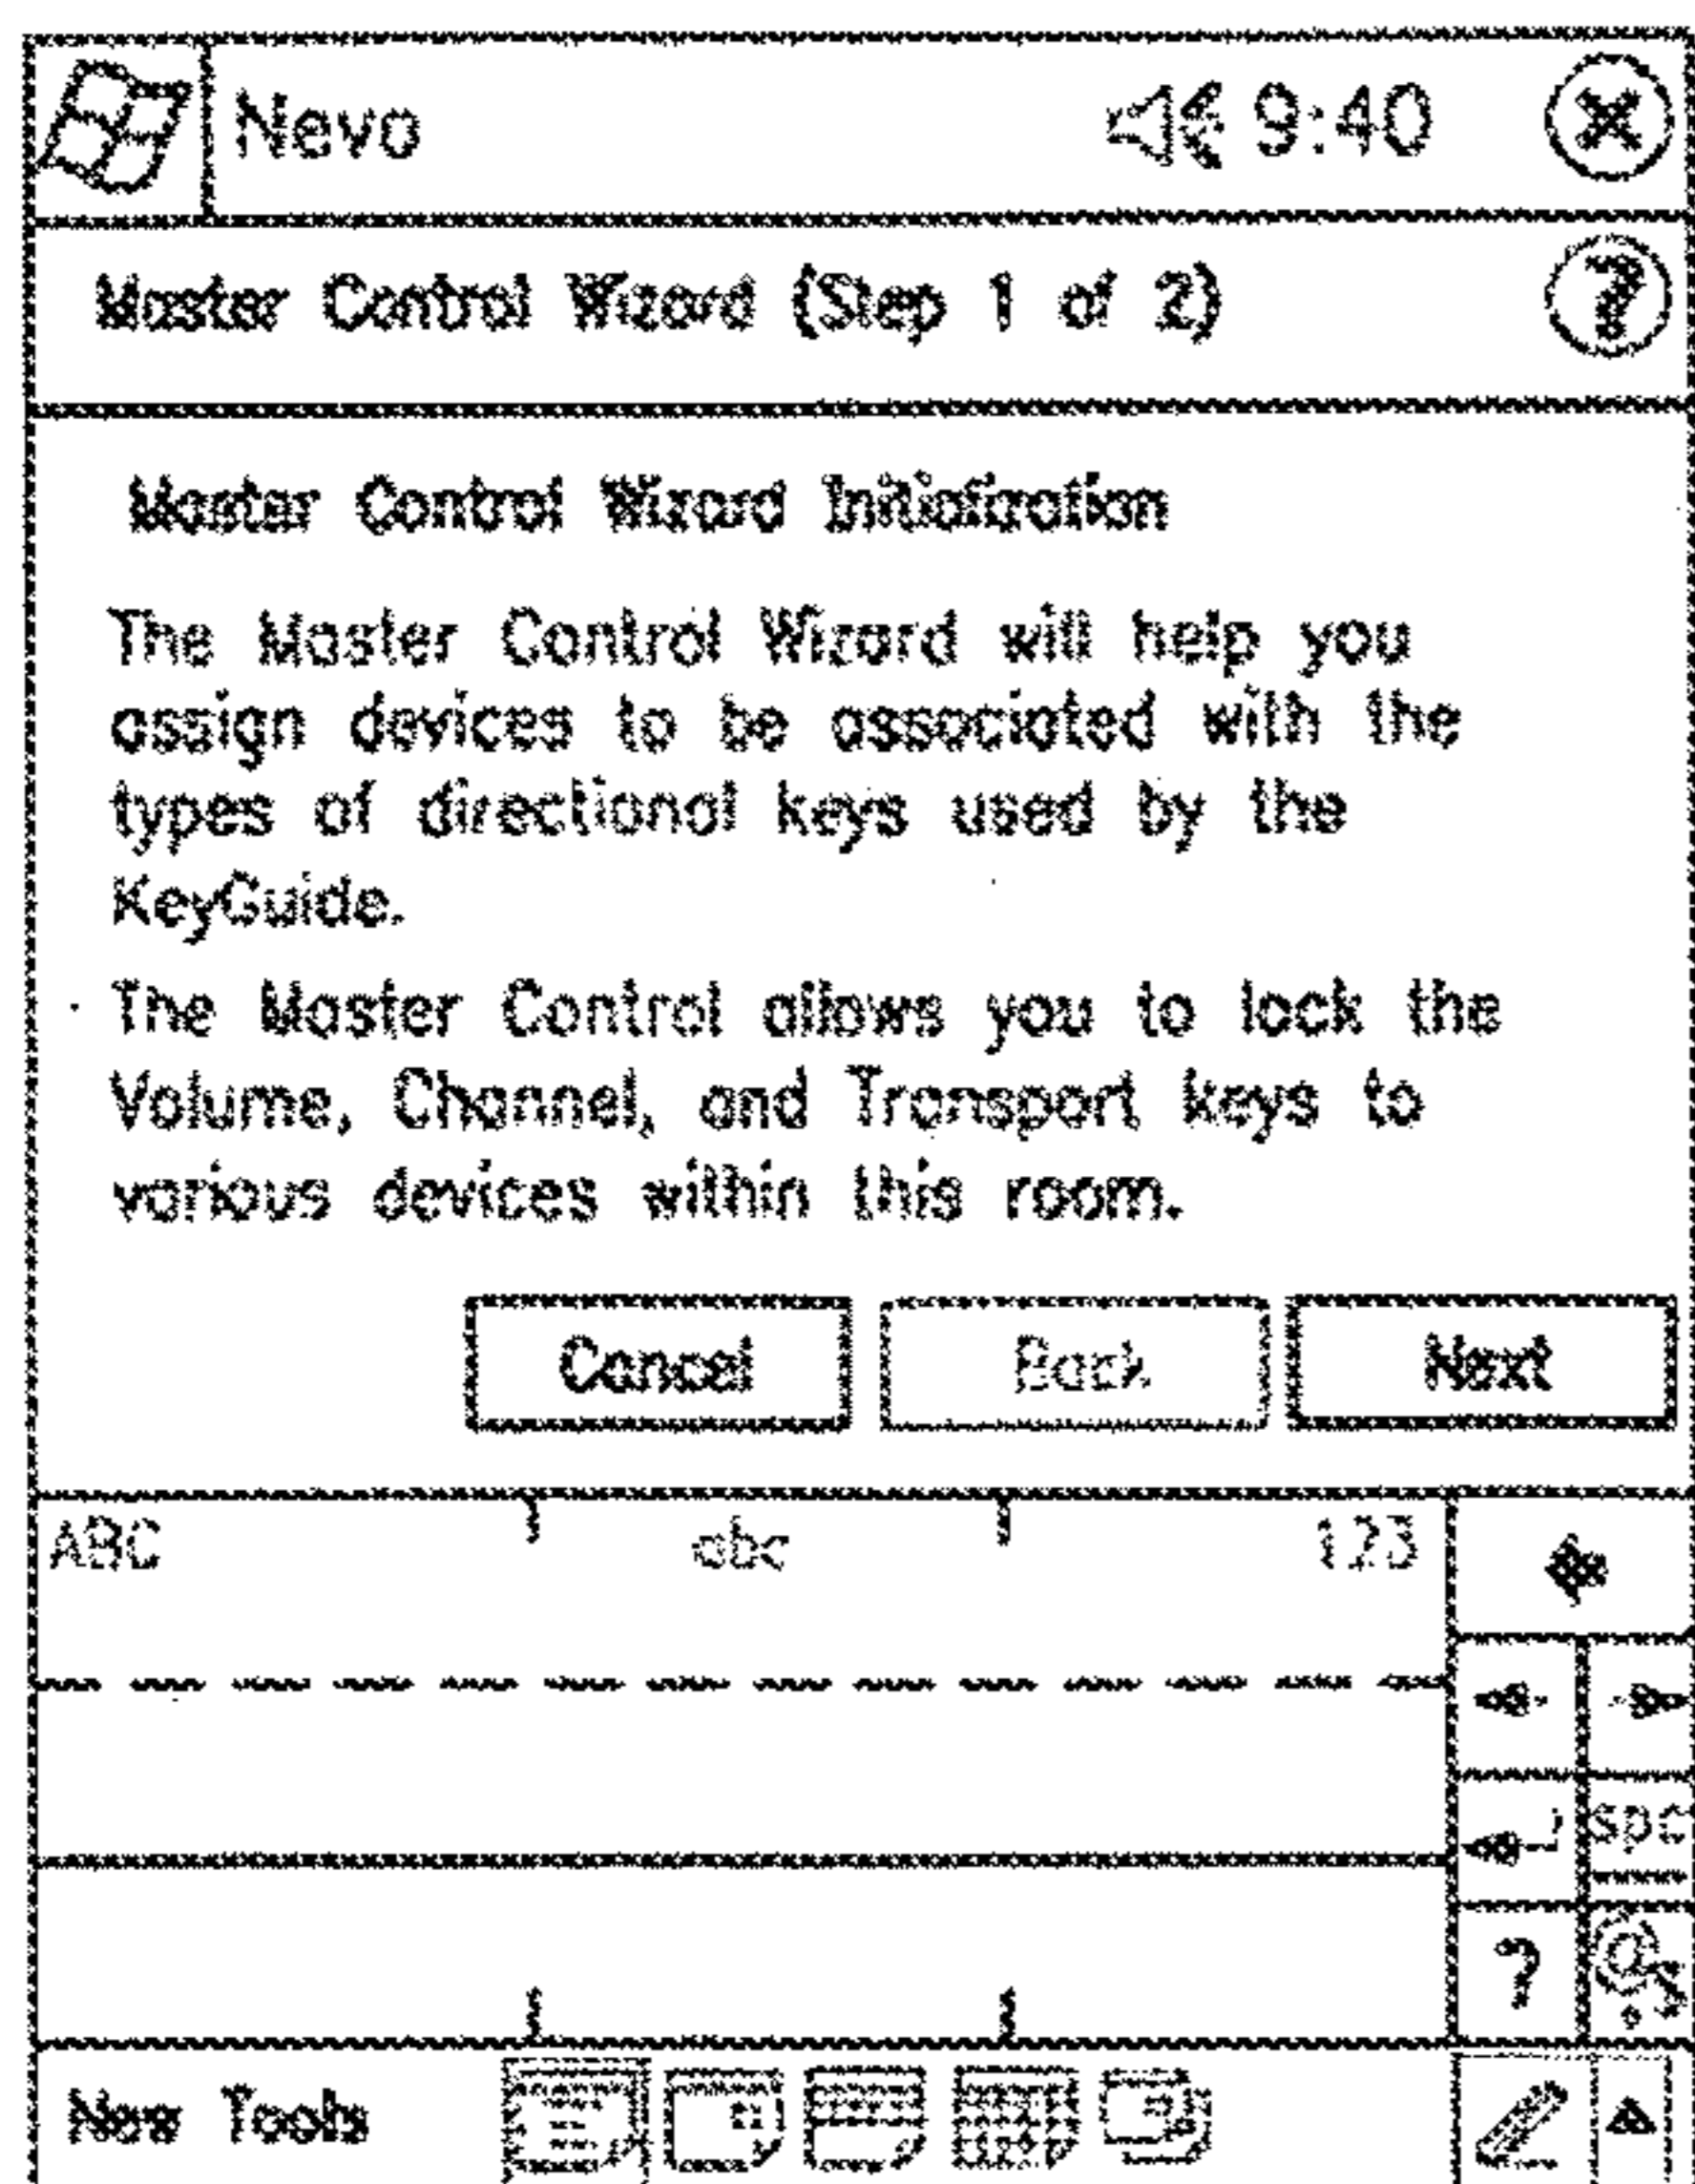 Nevo 9:40
Master Control Wizard (Step 1 of 2) ?
Master Control Wizard Initialization
The Master Control Wizard will help you
assign devices to be associated with the
types of directional keys used by the
KeyGuide.
The Master Control allows you to lock the
Volume, Channel, and Transport keys to
various devices within this room.
Cancel Back Next
ABC abc 123
spc
?
New Tools